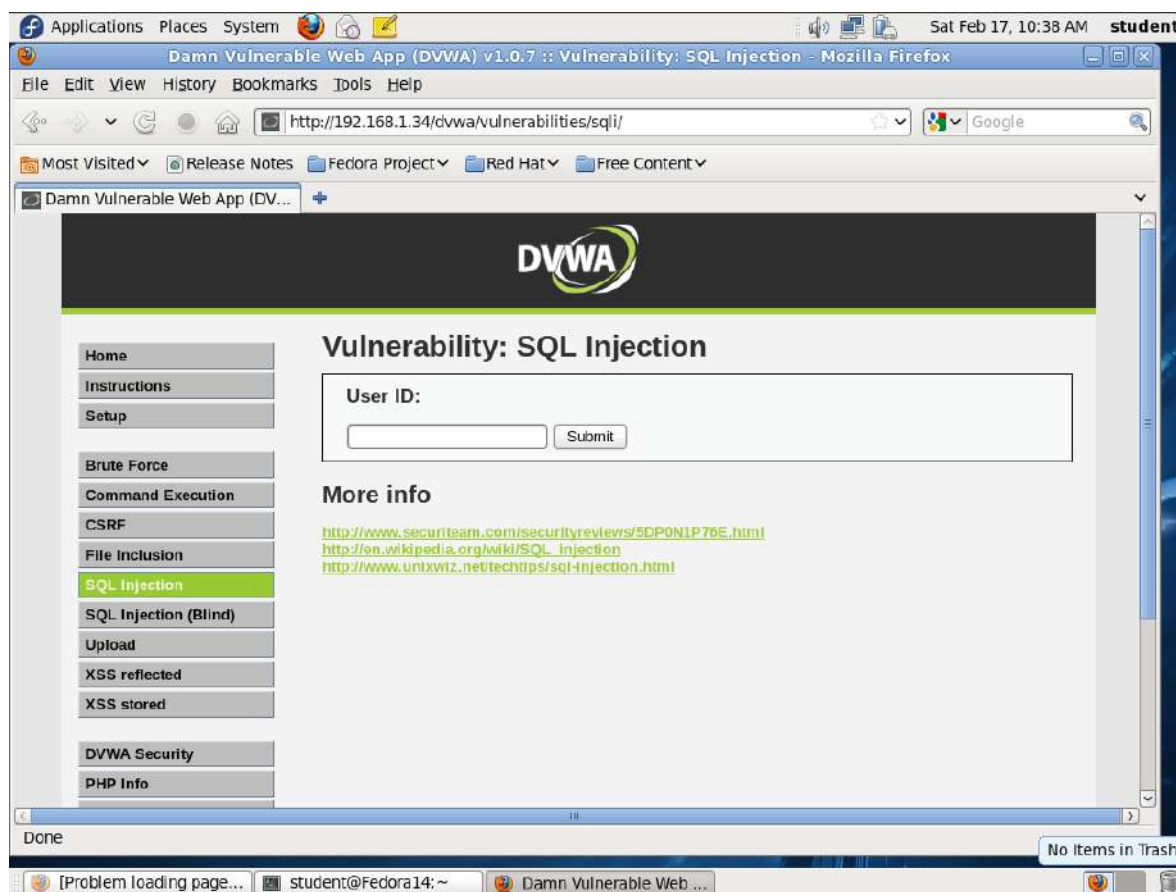 Applications Places System Sat Feb 17, 10:38 AM student
Damn Vulnerable Web App (DVWA) v1.0.7 :: Vulnerability: SQL Injection - Mozilla Firefox
File Edit View History Bookmarks Tools Help
http://192.168.1.34/dvwa/vulnerabilities/sqli/ Google
Most Visited Release Notes Fedora Project Red Hat Free Content
Damn Vulnerable Web App (DV...
DVWA
Home
Instructions
Setup
Brute Force
Command Execution
CSRF
File Inclusion
SQL Injection
SQL Injection (Blind)
Upload
XSS reflected
XSS stored
DVWA Security
PHP Info
Vulnerability: SQL Injection
User ID:
Submit
More info
http://www.securiteam.com/securityreviews/5DP0N1P76E.html
http://en.wikipedia.org/wiki/SQL_injection
http://www.unixwiz.net/techtips/sql-injection.html
Done
No Items in Trash
[Problem loading page... student@Fedora14:~ Damn Vulnerable Web ...